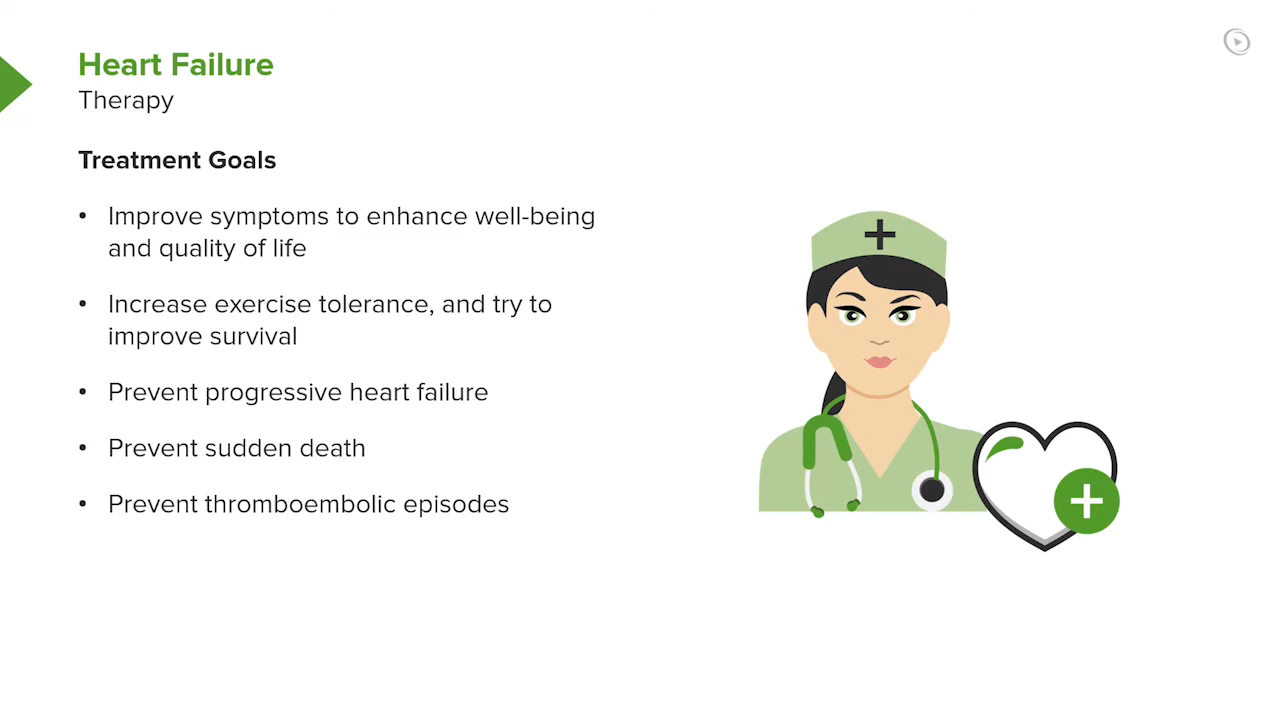 Heart Failure
Therapy
Treatment Goals
• Improve symptoms to enhance well-being
and quality of life
• Increase exercise tolerance, and try to
improve survival
• Prevent progressive heart failure
• Prevent sudden death
• Prevent thromboembolic episodes